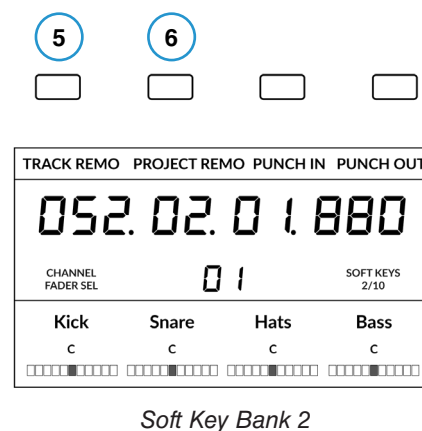 5 6
TRACK REMO PROJECT REMO PUNCH IN PUNCH OUT
052. 02. 01. 880
CHANNEL FADER SEL 01 SOFT KEYS 2/10
Kick Snare Hats Bass
C C C C
Soft Key Bank 2